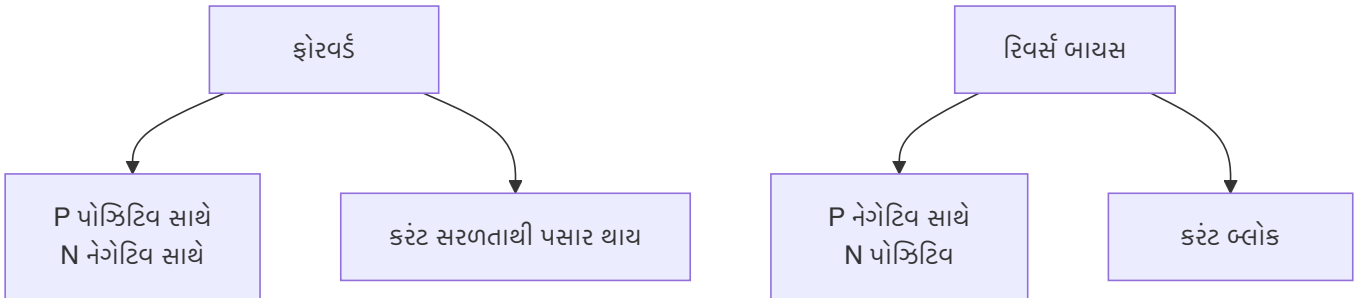 ફોરવર્ડ
રિવર્સ બાયસ
P પોઝિટિવ સાથે
N નેગેટિવ સાથે
કરંટ સરળતાથી પસાર થાય
P નેગેટિવ સાથે
N પોઝિટિવ
કરંટ બ્લોક